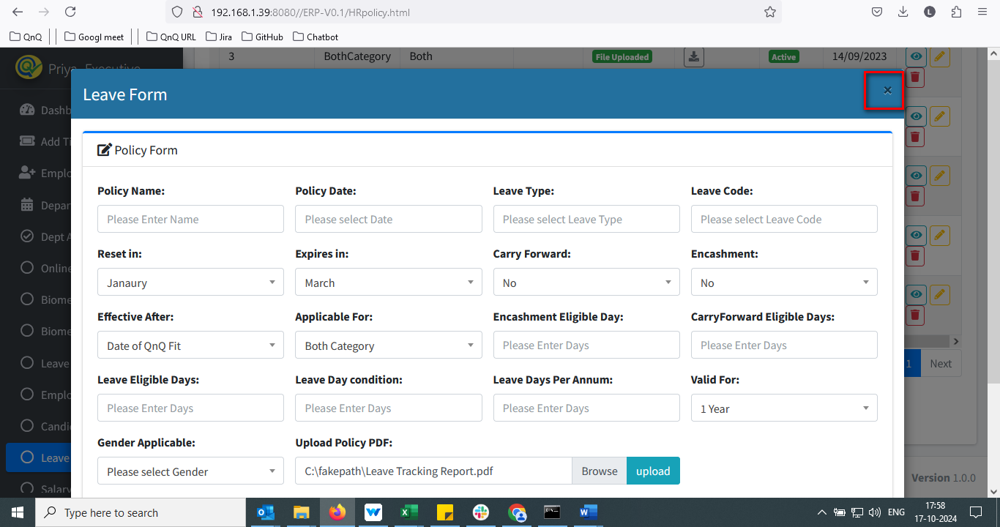 192.168.1.39:8080//ERP-V0.1/HRpolicy.html
L
QnQ Googl meet QnQ URL Jira GitHub Chatbot
3 BothCategory Both File Uploaded Active 14/09/2023
Priya Executive
Leave Form ×
Dashb
Add Ti
Emplo
Depar
Dept A
Online
Biome
Biome
Leave
Emplo
Candi
Leave
Salary
Policy Form
Policy Name: Policy Date: Leave Type: Leave Code:
Please Enter Name Please select Date Please select Leave Type Please select Leave Code
Reset in: Expires in: Carry Forward: Encashment:
Janaury March No No
Effective After: Applicable For: Encashment Eligible Day: CarryForward Eligible Days:
Date of QnQ Fit Both Category Please Enter Days Please Enter Days
Leave Eligible Days: Leave Day condition: Leave Days Per Annum: Valid For:
Please Enter Days Please Enter Days Please Enter Days 1 Year
Gender Applicable: Upload Policy PDF:
Please select Gender C:\fakepath\Leave Tracking Report.pdf Browse upload
1 Next
Version 1.0.0
Type here to search
ENG
17:58
17-10-2024